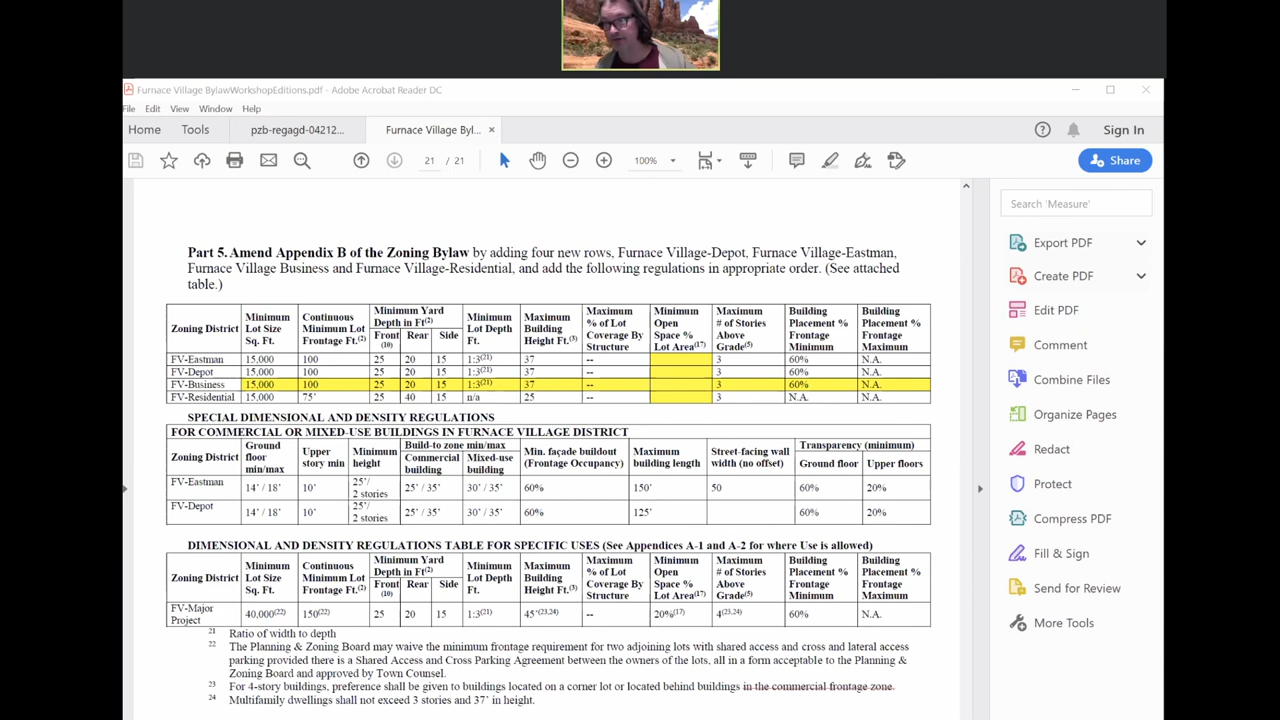 Furnace Village BylawWorkshopEditions.pdf - Adobe Acrobat Reader DC
File Edit View Window Help
Home Tools pzb-regagd-04212... Furnace Village Byl... × Sign In
21 / 21 100% Share
Search 'Measure'
Export PDF
Create PDF
Edit PDF
Comment
Combine Files
Organize Pages
Redact
Protect
Compress PDF
Fill & Sign
Send for Review
More Tools
Part 5. Amend Appendix B of the Zoning Bylaw by adding four new rows, Furnace Village-Depot, Furnace Village-Eastman,
Furnace Village Business and Furnace Village-Residential, and add the following regulations in appropriate order. (See attached
table.)
Zoning District Minimum Lot Size Sq. Ft. Continuous Minimum Lot Frontage Ft.(2) Minimum Yard Depth in Ft(2) Front (10) Rear Side Minimum Lot Depth Ft. Maximum Building Height Ft.(3) Maximum % of Lot Coverage By Structure Minimum Open Space % Lot Area(17) Maximum # of Stories Above Grade(5) Building Placement % Frontage Minimum Building Placement % Frontage Maximum
FV-Eastman 15,000 100 25 20 15 1:3(21) 37 -- 3 60% N.A.
FV-Depot 15,000 100 25 20 15 1:3(21) 37 -- 3 60% N.A.
FV-Business 15,000 100 25 20 15 1:3(21) 37 -- 3 60% N.A.
FV-Residential 15,000 75' 25 40 15 n/a 25 -- 3 N.A. N.A.
SPECIAL DIMENSIONAL AND DENSITY REGULATIONS
FOR COMMERCIAL OR MIXED-USE BUILDINGS IN FURNACE VILLAGE DISTRICT
Zoning District Ground floor min/max Upper story min Minimum height Build-to zone min/max Commercial building Mixed-use building Min. façade buildout (Frontage Occupancy) Maximum building length Street-facing wall width (no offset) Transparency (minimum) Ground floor Upper floors
FV-Eastman 14' / 18' 10' 25'/ 2 stories 25' / 35' 30' / 35' 60% 150' 50 60% 20%
FV-Depot 14' / 18' 10' 25'/ 2 stories 25' / 35' 30' / 35' 60% 125' 60% 20%
DIMENSIONAL AND DENSITY REGULATIONS TABLE FOR SPECIFIC USES (See Appendices A-1 and A-2 for where Use is allowed)
Zoning District Minimum Lot Size Sq. Ft. Continuous Minimum Lot Frontage Ft.(2) Minimum Yard Depth in Ft(2) Front (10) Rear Side Minimum Lot Depth Ft. Maximum Building Height Ft.(3) Maximum % of Lot Coverage By Structure Minimum Open Space % Lot Area(17) Maximum # of Stories Above Grade(5) Building Placement % Frontage Minimum Building Placement % Frontage Maximum
FV-Major Project 40,000(22) 150(22) 25 20 15 1:3(21) 45'(23,24) -- 20%(17) 4(23,24) 60% N.A.
21 Ratio of width to depth
22 The Planning & Zoning Board may waive the minimum frontage requirement for two adjoining lots with shared access and cross and lateral access
parking provided there is a Shared Access and Cross Parking Agreement between the owners of the lots, all in a form acceptable to the Planning &
Zoning Board and approved by Town Counsel.
23 For 4-story buildings, preference shall be given to buildings located on a corner lot or located behind buildings in the commercial frontage zone.
24 Multifamily dwellings shall not exceed 3 stories and 37' in height.